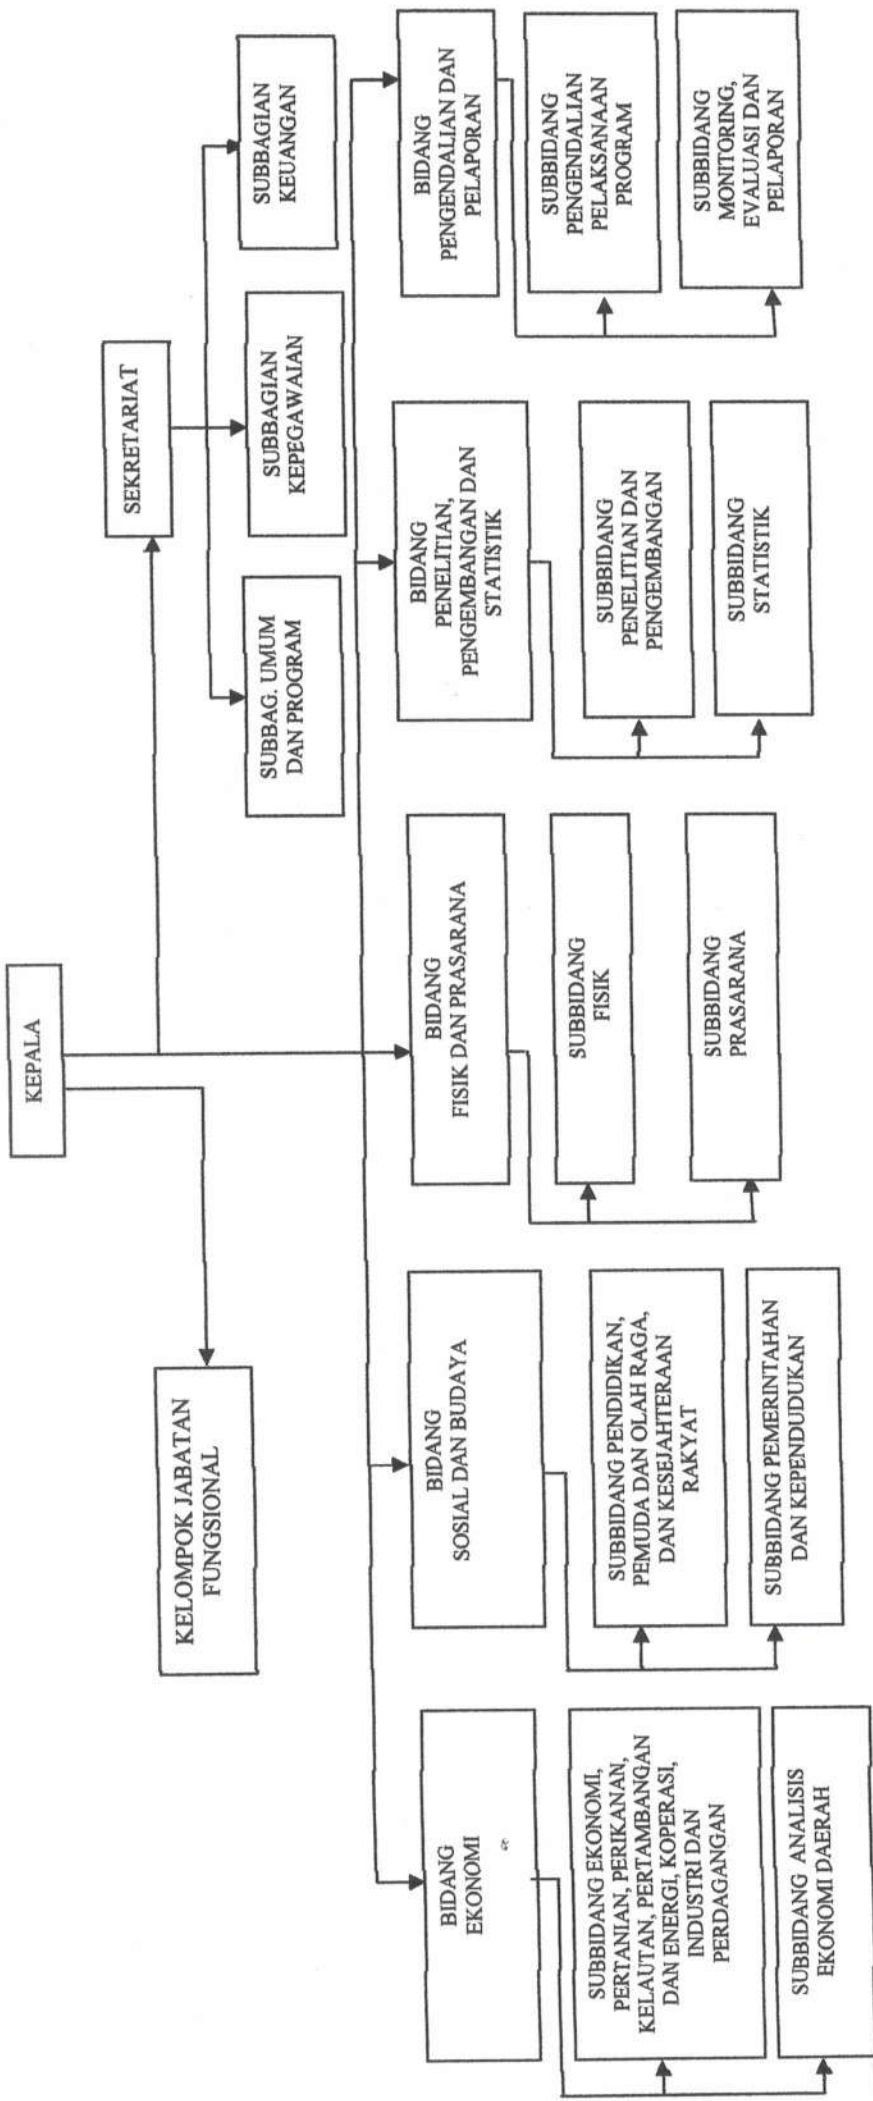 KEPALA
KELOMPOK JABATAN
FUNGSIONAL
SEKRETARIAT
SUBBAG. UMUM
DAN PROGRAM
SUBBAGIAN
KEPEGAWAIAN
SUBBAGIAN
KEUANGAN
BIDANG
EKONOMI
SUBBIDANG EKONOMI,
PERTANIAN, PERIKANAN,
KELAUTAN, PERTAMBANGAN
DAN ENERGI, KOPERASI,
INDUSTRI DAN
PERDAGANGAN
SUBBIDANG ANALISIS
EKONOMI DAERAH
BIDANG
SOSIAL DAN BUDAYA
SUBBIDANG PENDIDIKAN,
PEMUDA DAN OLAH RAGA,
DAN KESEJAHTERAAN
RAKYAT
SUBBIDANG PEMERINTAHAN
DAN KEPENDUDUKAN
BIDANG
FISIK DAN PRASARANA
SUBBIDANG
FISIK
SUBBIDANG
PRASARANA
BIDANG
PENELITIAN,
PENGEMBANGAN DAN
STATISTIK
SUBBIDANG
PENELITIAN DAN
PENGEMBANGAN
SUBBIDANG
STATISTIK
BIDANG
PENGENDALIAN DAN
PELAPORAN
SUBBIDANG
PENGENDALIAN
PELAKSANAAN
PROGRAM
SUBBIDANG
MONITORING,
EVALUASI DAN
PELAPORAN